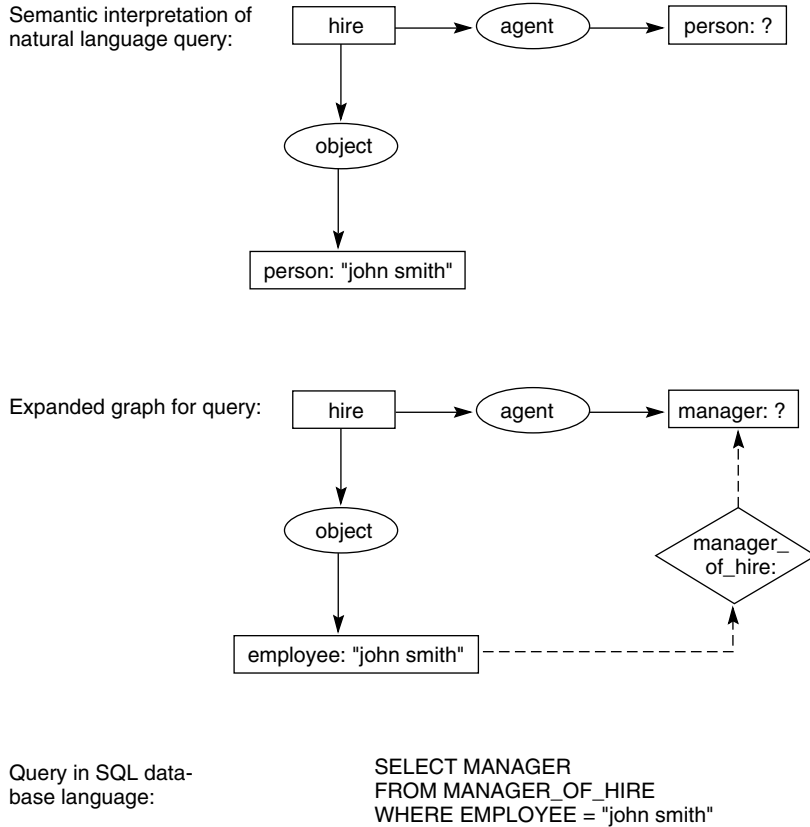 Semantic interpretation of
natural language query:
hire
agent
person: ?
object
person: "john smith"
Expanded graph for query:
hire
agent
manager: ?
object
manager_
of_hire:
employee: "john smith"
Query in SQL data-
base language:
SELECT MANAGER
FROM MANAGER_OF_HIRE
WHERE EMPLOYEE = "john smith"